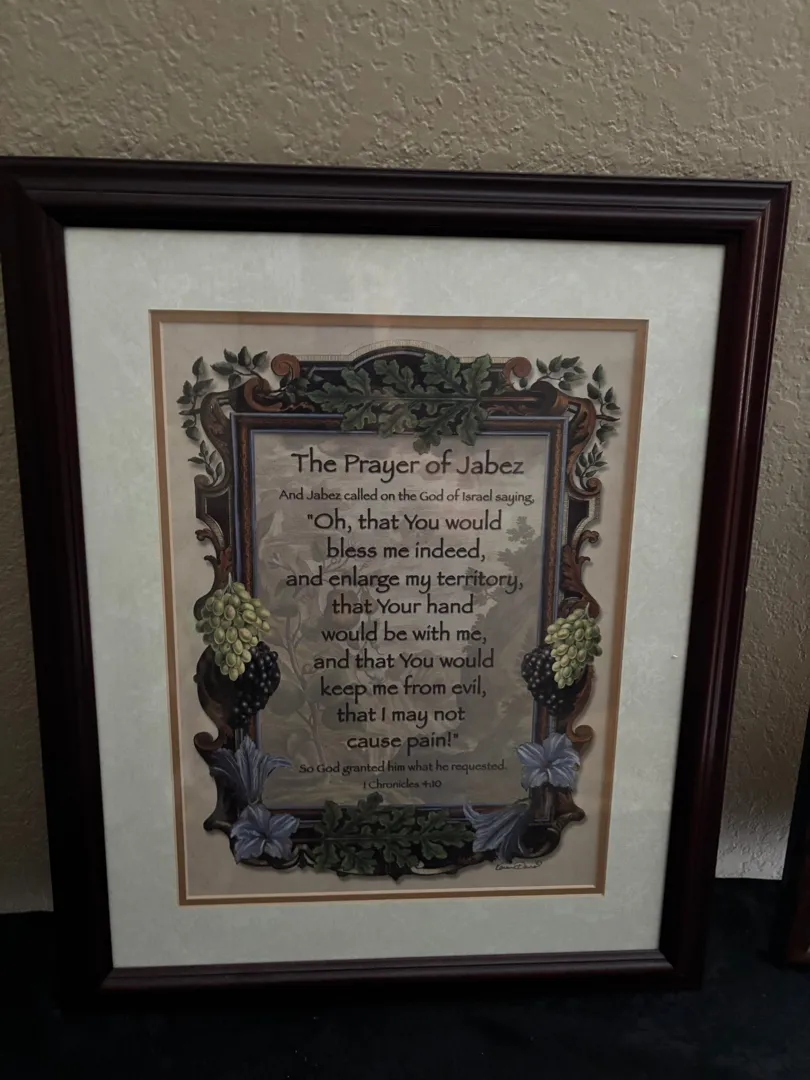 The Prayer of Jabez
And Jabez called on the God of Israel saying,
"Oh, that You would
bless me indeed,
and enlarge my territory,
that Your hand
would be with me,
and that You would
keep me from evil,
that I may not
cause pain!"
So God granted him what he requested.
I Chronicles 4:10